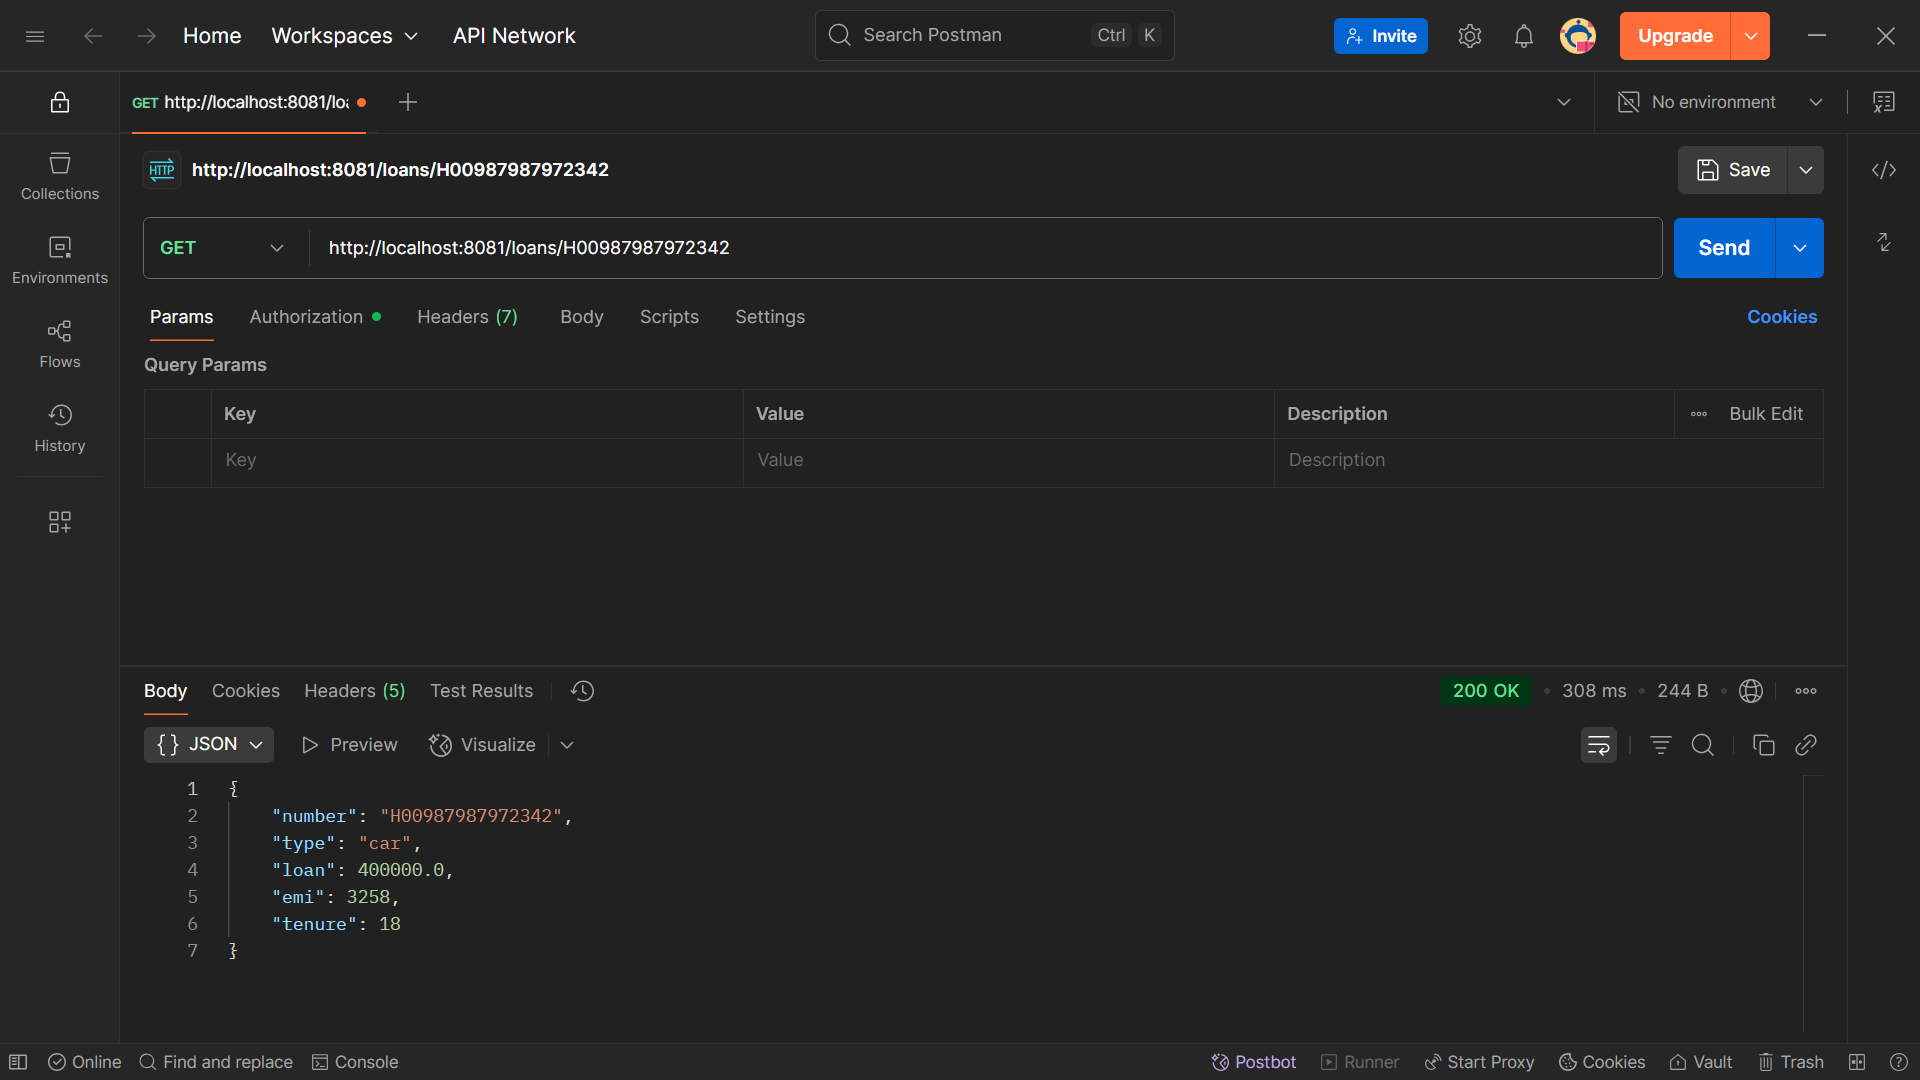 Home Workspaces API Network Search Postman Ctrl K Invite Upgrade
GET http://localhost:8081/loa No environment
Collections
Environments
Flows
History
HTTP http://localhost:8081/loans/H00987987972342 Save
GET http://localhost:8081/loans/H00987987972342 Send
Params Authorization Headers (7) Body Scripts Settings Cookies
Query Params
Key Value Description Bulk Edit
Key Value Description
Body Cookies Headers (5) Test Results 200 OK • 308 ms • 244 B
{} JSON Preview Visualize
1 {
2 "number": "H00987987972342",
3 "type": "car",
4 "loan": 400000.0,
5 "emi": 3258,
6 "tenure": 18
7 }
Online Find and replace Console Postbot Runner Start Proxy Cookies Vault Trash